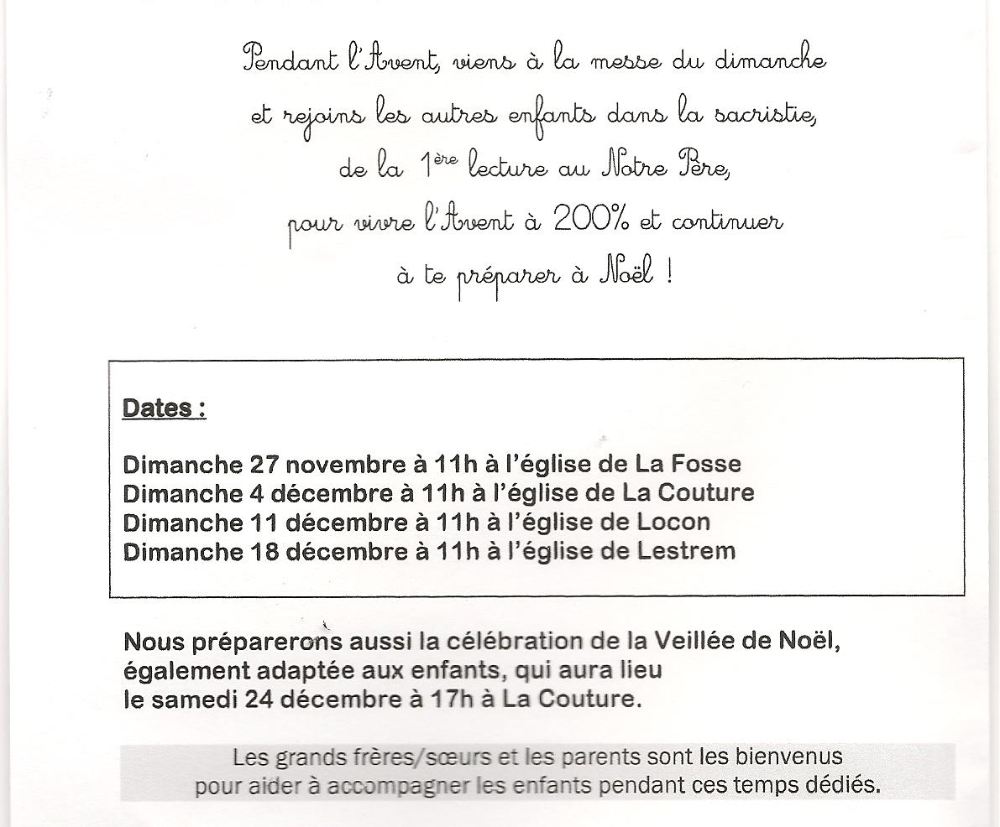 Pendant l'Avent, viens à la messe du dimanche
et rejoins les autres enfants dans la sacristie,
de la 1ère lecture au Notre Père,
pour vivre l'Avent à 200% et continuer
à te préparer à Noël !
Dates :
Dimanche 27 novembre à 11h à l'église de La Fosse
Dimanche 4 décembre à 11h à l'église de La Couture
Dimanche 11 décembre à 11h à l'église de Locon
Dimanche 18 décembre à 11h à l'église de Lestrem
Nous préparerons aussi la célébration de la Veillée de Noël,
également adaptée aux enfants, qui aura lieu
le samedi 24 décembre à 17h à La Couture.
Les grands frères/sœurs et les parents sont les bienvenus
pour aider à accompagner les enfants pendant ces temps dédiés.